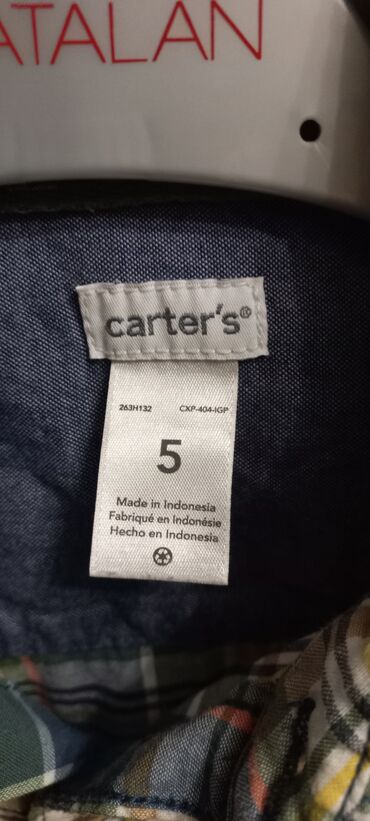 ATALAN
carter's®
263H132 CXP-404-IGP
5
Made in Indonesia
Fabriqué en Indonésie
Hecho en Indonesia